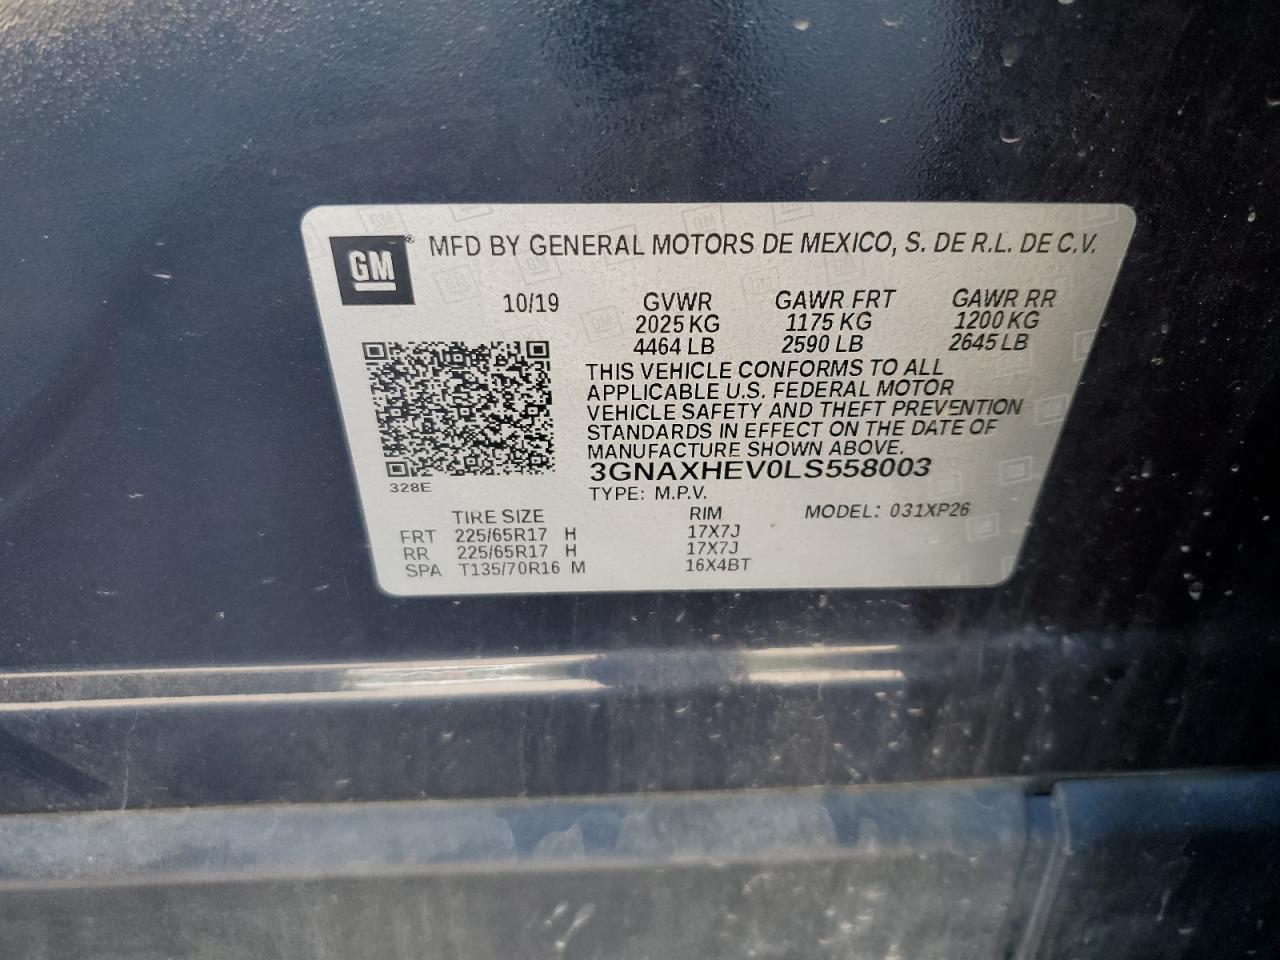 GM® MFD BY GENERAL MOTORS DE MEXICO, S. DE R.L. DE C.V.
10/19 GVWR GAWR FRT GAWR RR
2025 KG 1175 KG 1200 KG
4464 LB 2590 LB 2645 LB
THIS VEHICLE CONFORMS TO ALL
APPLICABLE U.S. FEDERAL MOTOR
VEHICLE SAFETY AND THEFT PREVENTION
STANDARDS IN EFFECT ON THE DATE OF
MANUFACTURE SHOWN ABOVE.
3GNAXHEV0LS558003
328E
TYPE: M.P.V.
TIRE SIZE RIM MODEL: 031XP26
FRT 225/65R17 H 17X7J
RR 225/65R17 H 17X7J
SPA T135/70R16 M 16X4BT